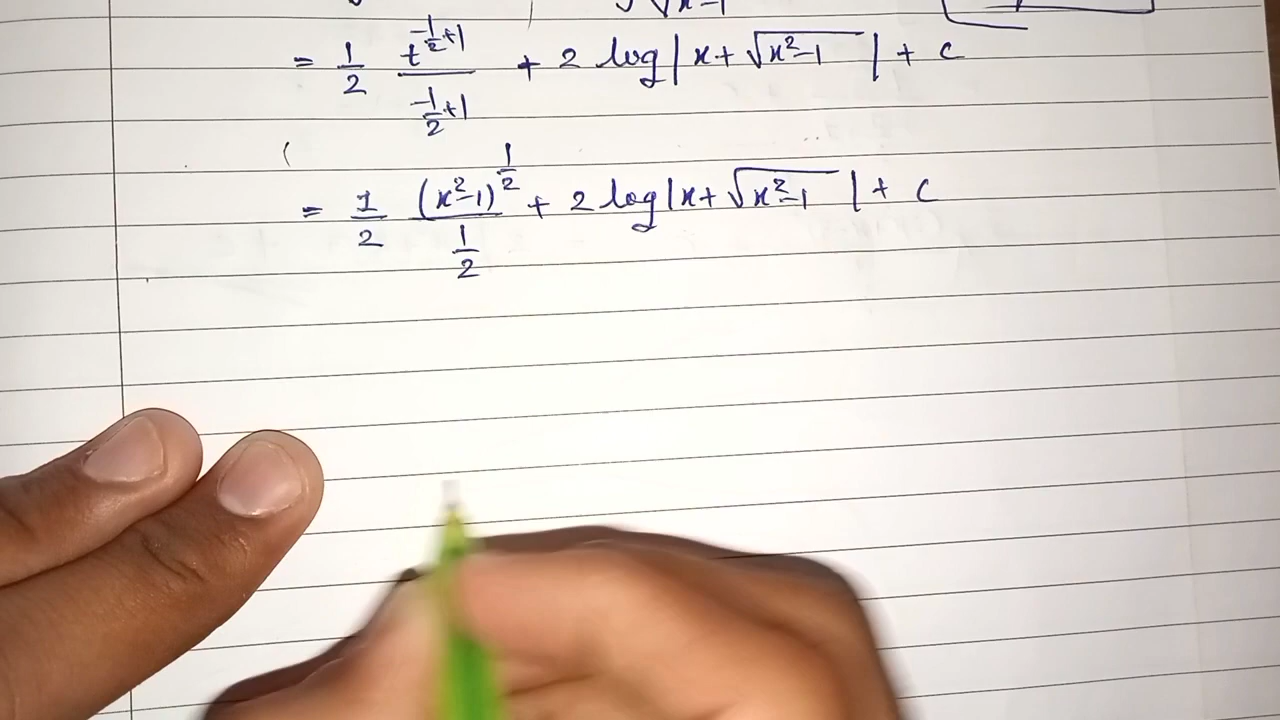 √x-1
= 1/2 t^(-1/2+1)/(-1/2+1) + 2 log|x+√x²-1| + c
= 1/2 (x²-1)^(1/2)/(1/2) + 2 log|x+√x²-1| + c